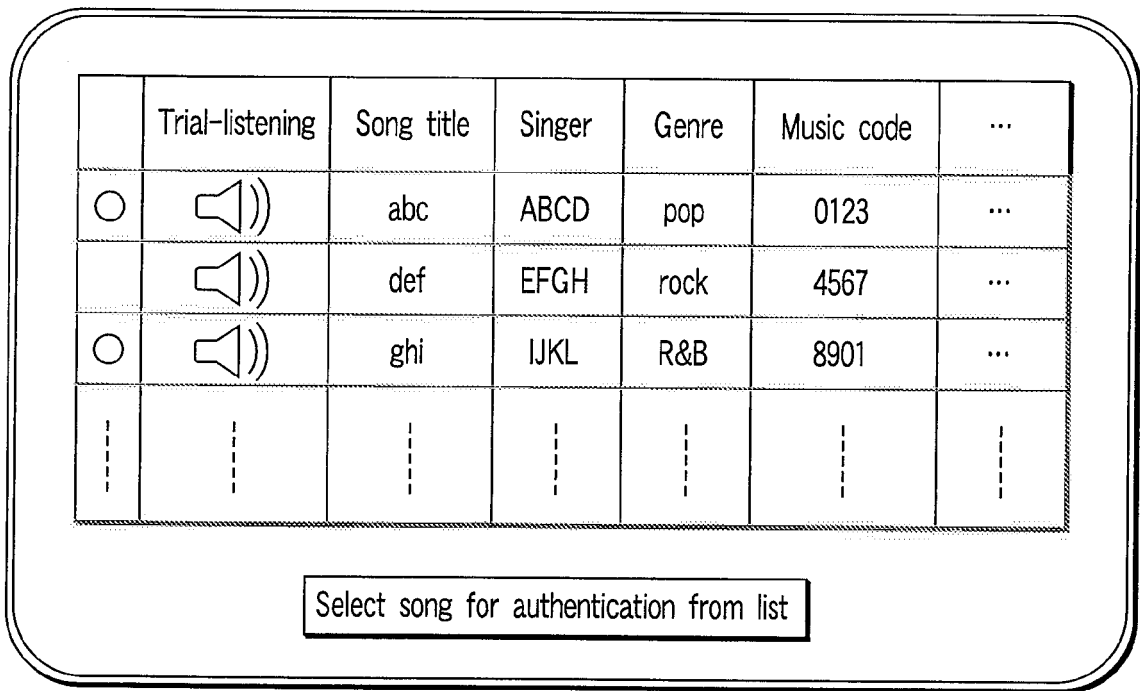 Trial-listening Song title Singer Genre Music code ...
abc ABCD pop 0123 ...
def EFGH rock 4567 ...
ghi IJKL R&B 8901 ...
Select song for authentication from list